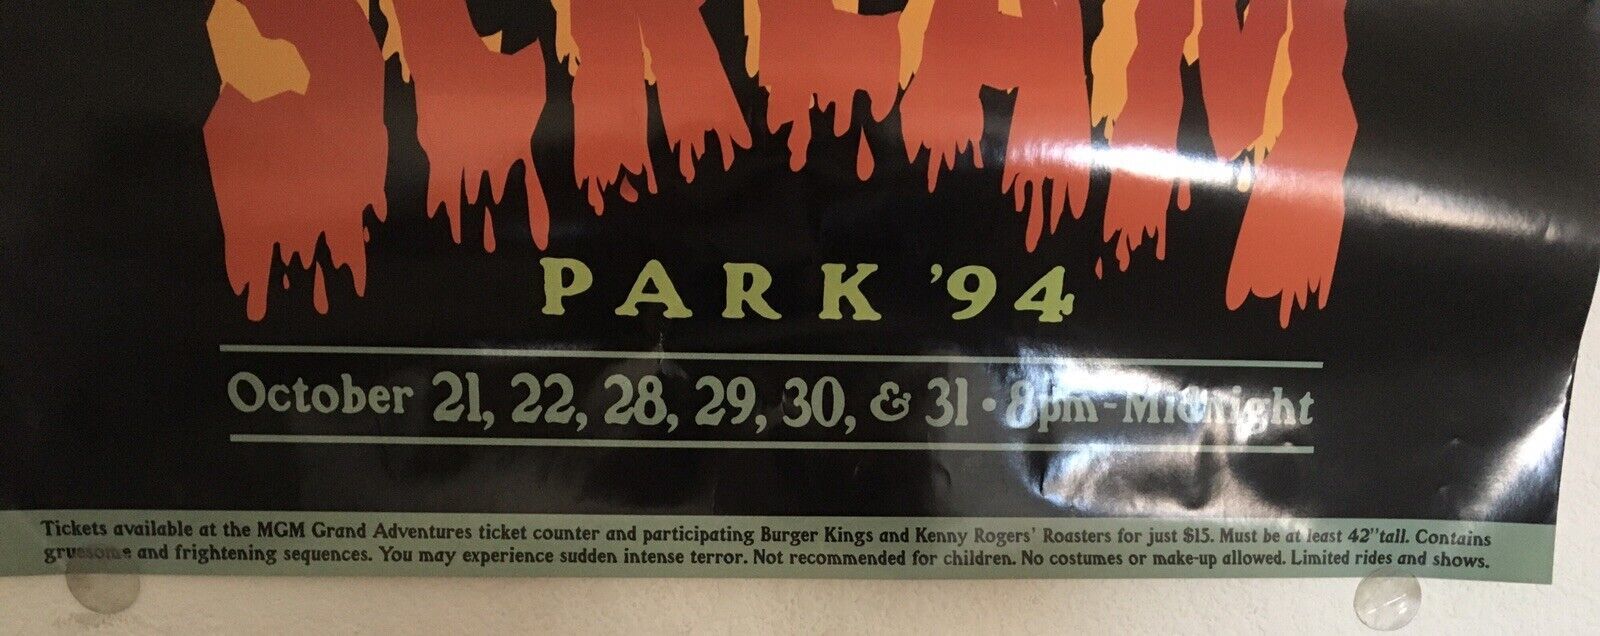 SCREAM
PARK '94
October 21, 22, 28, 29, 30, & 31 • 8pm-Midnight
Tickets available at the MGM Grand Adventures ticket counter and participating Burger Kings and Kenny Rogers' Roasters for just $15. Must be at least 42" tall. Contains
gruesome and frightening sequences. You may experience sudden intense terror. Not recommended for children. No costumes or make-up allowed. Limited rides and shows.